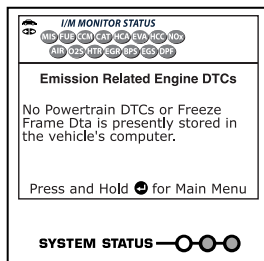 I/M MONITOR STATUS
MIS FUE CCM CAT HCA EVA HCC NOx
AIR O2S HTR EGR BPS EGS DPF
Emission Related Engine DTCs
No Powertrain DTCs or Freeze
Frame Dta is presently stored in
the vehicle's computer.
Press and Hold for Main Menu
SYSTEM STATUS